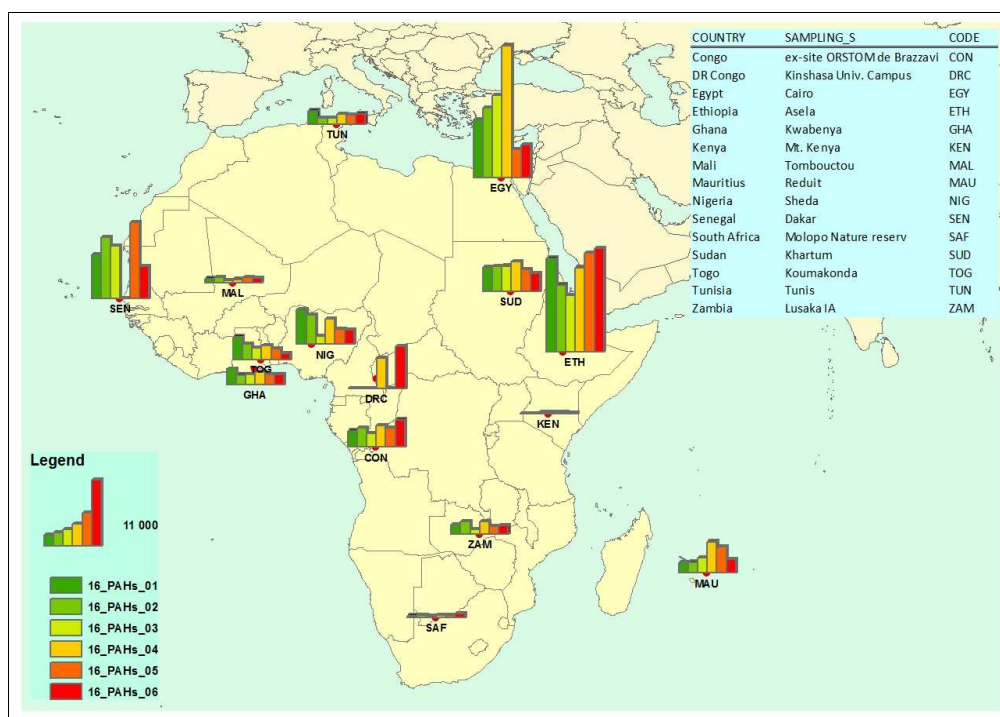 COUNTRY SAMPLING_S CODE
Congo ex-site ORSTOM de Brazzavi CON
DR Congo Kinshasa Univ. Campus DRC
Egypt Cairo EGY
Ethiopia Asela ETH
Ghana Kwabenya GHA
Kenya Mt. Kenya KEN
Mali Tombouctou MAL
Mauritius Reduit MAU
Nigeria Sheda NIG
Senegal Dakar SEN
South Africa Molopo Nature reserv SAF
Sudan Khartum SUD
Togo Koumakonda TOG
Tunisia Tunis TUN
Zambia Lusaka IA ZAM
TUN
EGY
SEN
MAL
SUD
NIG
ETH
TOG
GHA
DRC
KEN
CON
ZAM
MAU
SAF
Legend
11 000
16_PAHs_01
16_PAHs_02
16_PAHs_03
16_PAHs_04
16_PAHs_05
16_PAHs_06